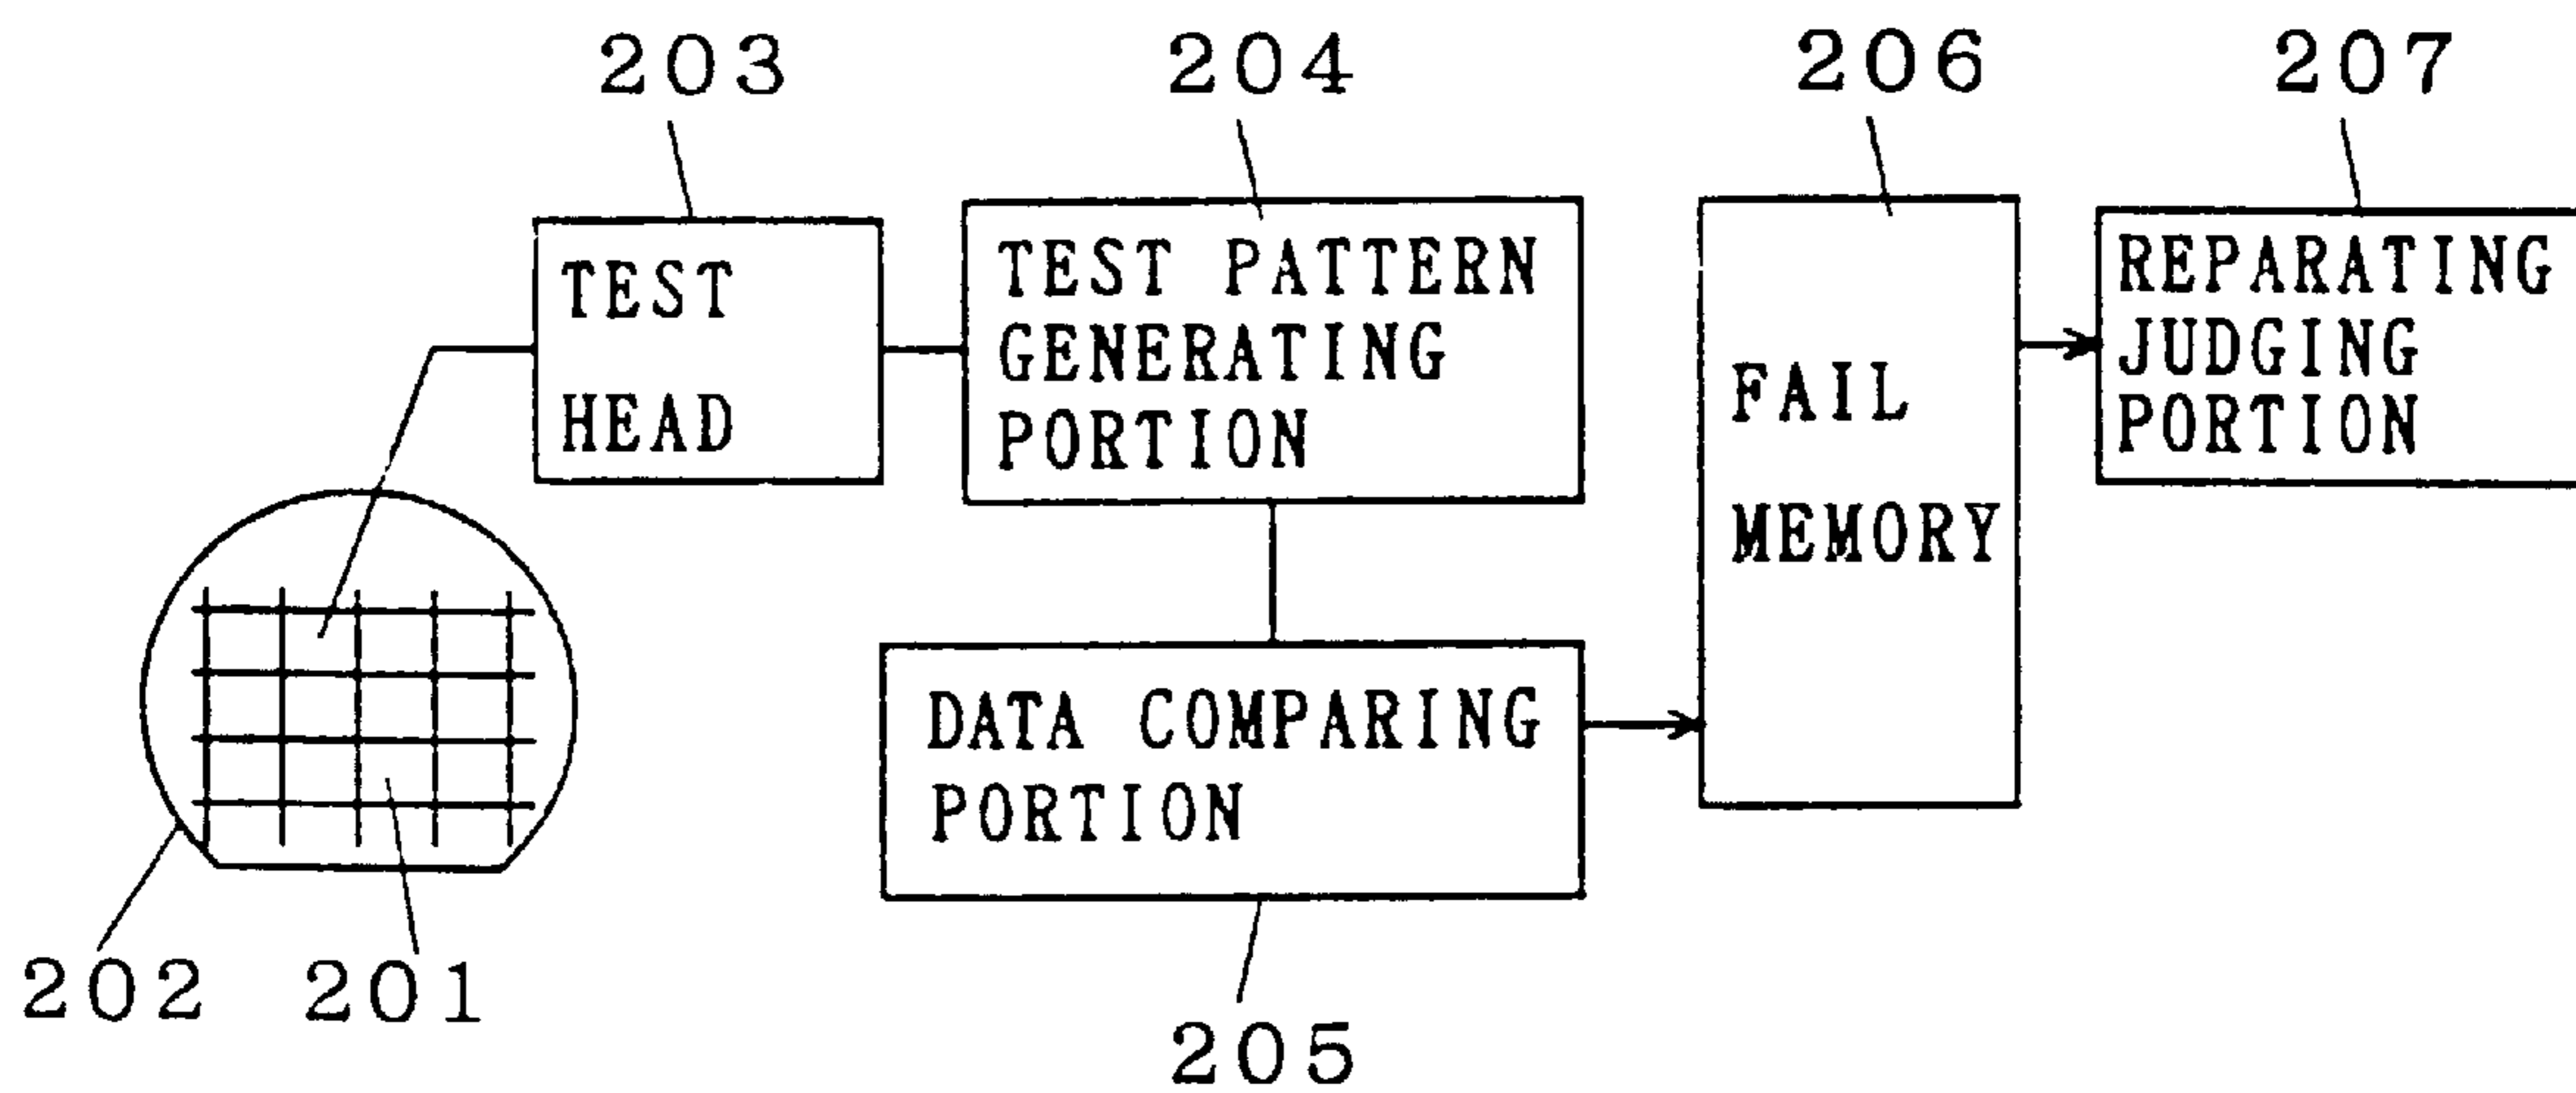 203
204
206
207
TEST
HEAD
TEST PATTERN
GENERATING
PORTION
FAIL
MEMORY
REPARATING
JUDGING
PORTION
DATA COMPARING
PORTION
202
201
205